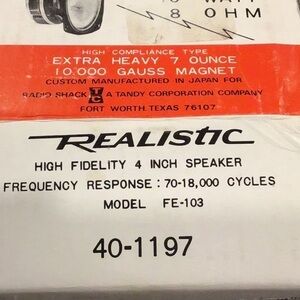 WATT
8 OHM
HIGH COMPLIANCE TYPE
EXTRA HEAVY 7 OUNCE
10,000 GAUSS MAGNET
CUSTOM MANUFACTURED IN JAPAN FOR
RADIO SHACK A TANDY CORPORATION COMPANY
FORT WORTH, TEXAS 76107
REALISTIC
HIGH FIDELITY 4 INCH SPEAKER
FREQUENCY RESPONSE : 70-18,000 CYCLES
MODEL FE-103
40-1197